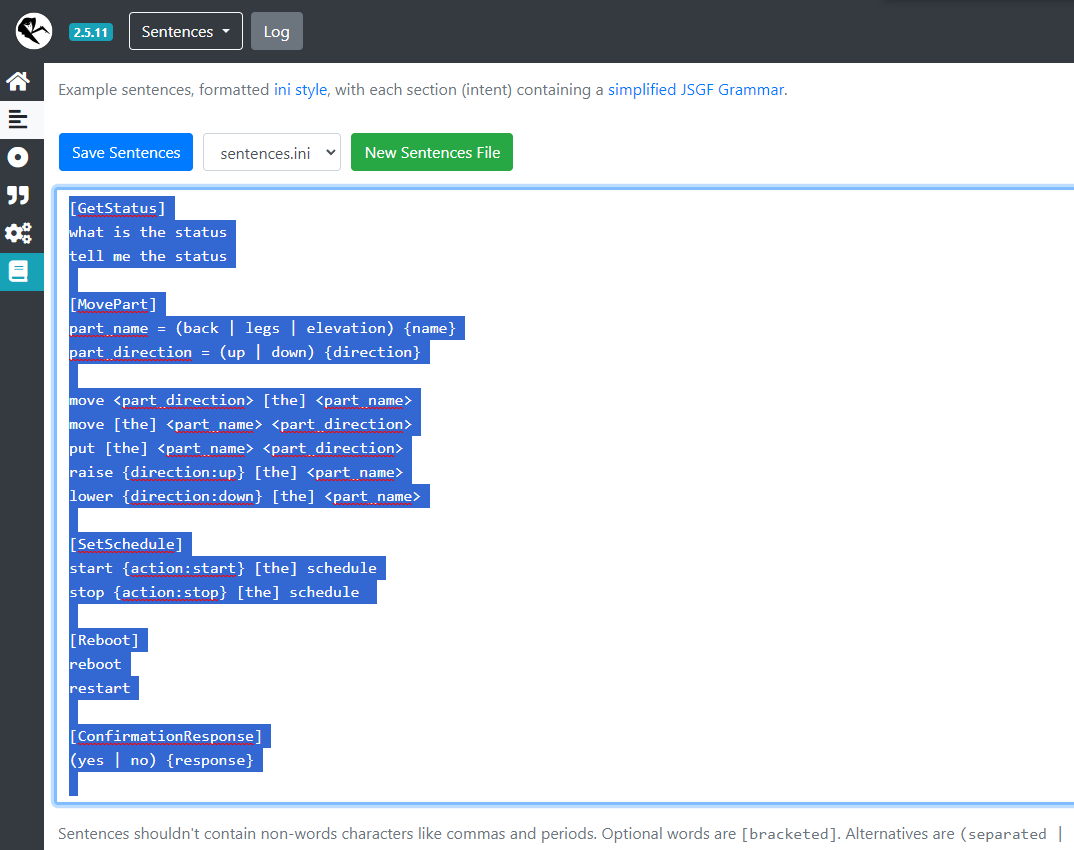 2.5.11 Sentences Log
Example sentences, formatted ini style, with each section (intent) containing a simplified JSGF Grammar.
Save Sentences sentences.ini New Sentences File
[GetStatus]
what is the status
tell me the status
[MovePart]
part_name = (back | legs | elevation) {name}
part_direction = (up | down) {direction}
move <part_direction> [the] <part_name>
move [the] <part_name> <part_direction>
put [the] <part_name> <part_direction>
raise {direction:up} [the] <part_name>
lower {direction:down} [the] <part_name>
[SetSchedule]
start {action:start} [the] schedule
stop {action:stop} [the] schedule
[Reboot]
reboot
restart
[ConfirmationResponse]
(yes | no) {response}
Sentences shouldn't contain non-words characters like commas and periods. Optional words are [bracketed]. Alternatives are (separated |